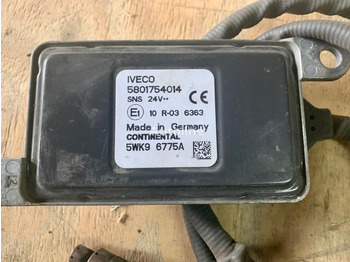 IVECO
5801754014
SNS 24V⎓
CE
E1 10 R-03 6363
Made in Germany
CONTINENTAL
5WK9 6775A